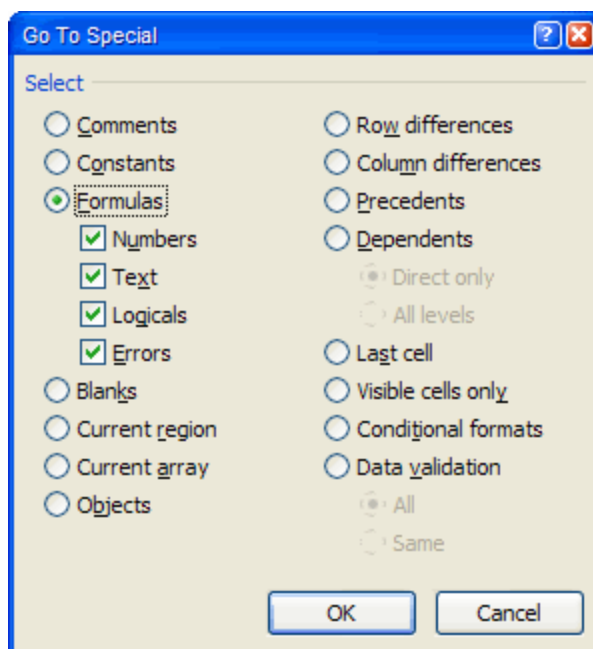 Go To Special
Select
Comments
Constants
Formulas
Numbers
Text
Logicals
Errors
Blanks
Current region
Current array
Objects
Row differences
Column differences
Precedents
Dependents
Direct only
All levels
Last cell
Visible cells only
Conditional formats
Data validation
All
Same
OK
Cancel